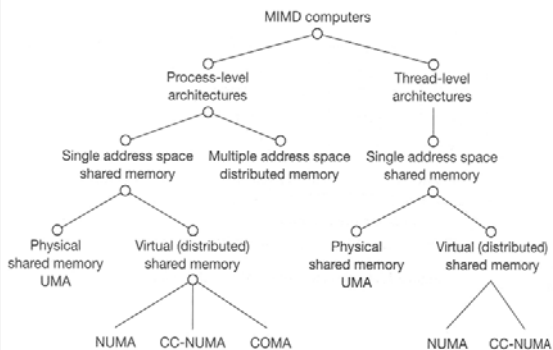 MIMD computers
Process-level
architectures
Thread-level
architectures
Single address space
shared memory
Multiple address space
distributed memory
Single address space
shared memory
Physical
shared memory
UMA
Virtual (distributed)
shared memory
Physical
shared memory
UMA
Virtual (distributed)
shared memory
NUMA
CC-NUMA
COMA
NUMA
CC-NUMA